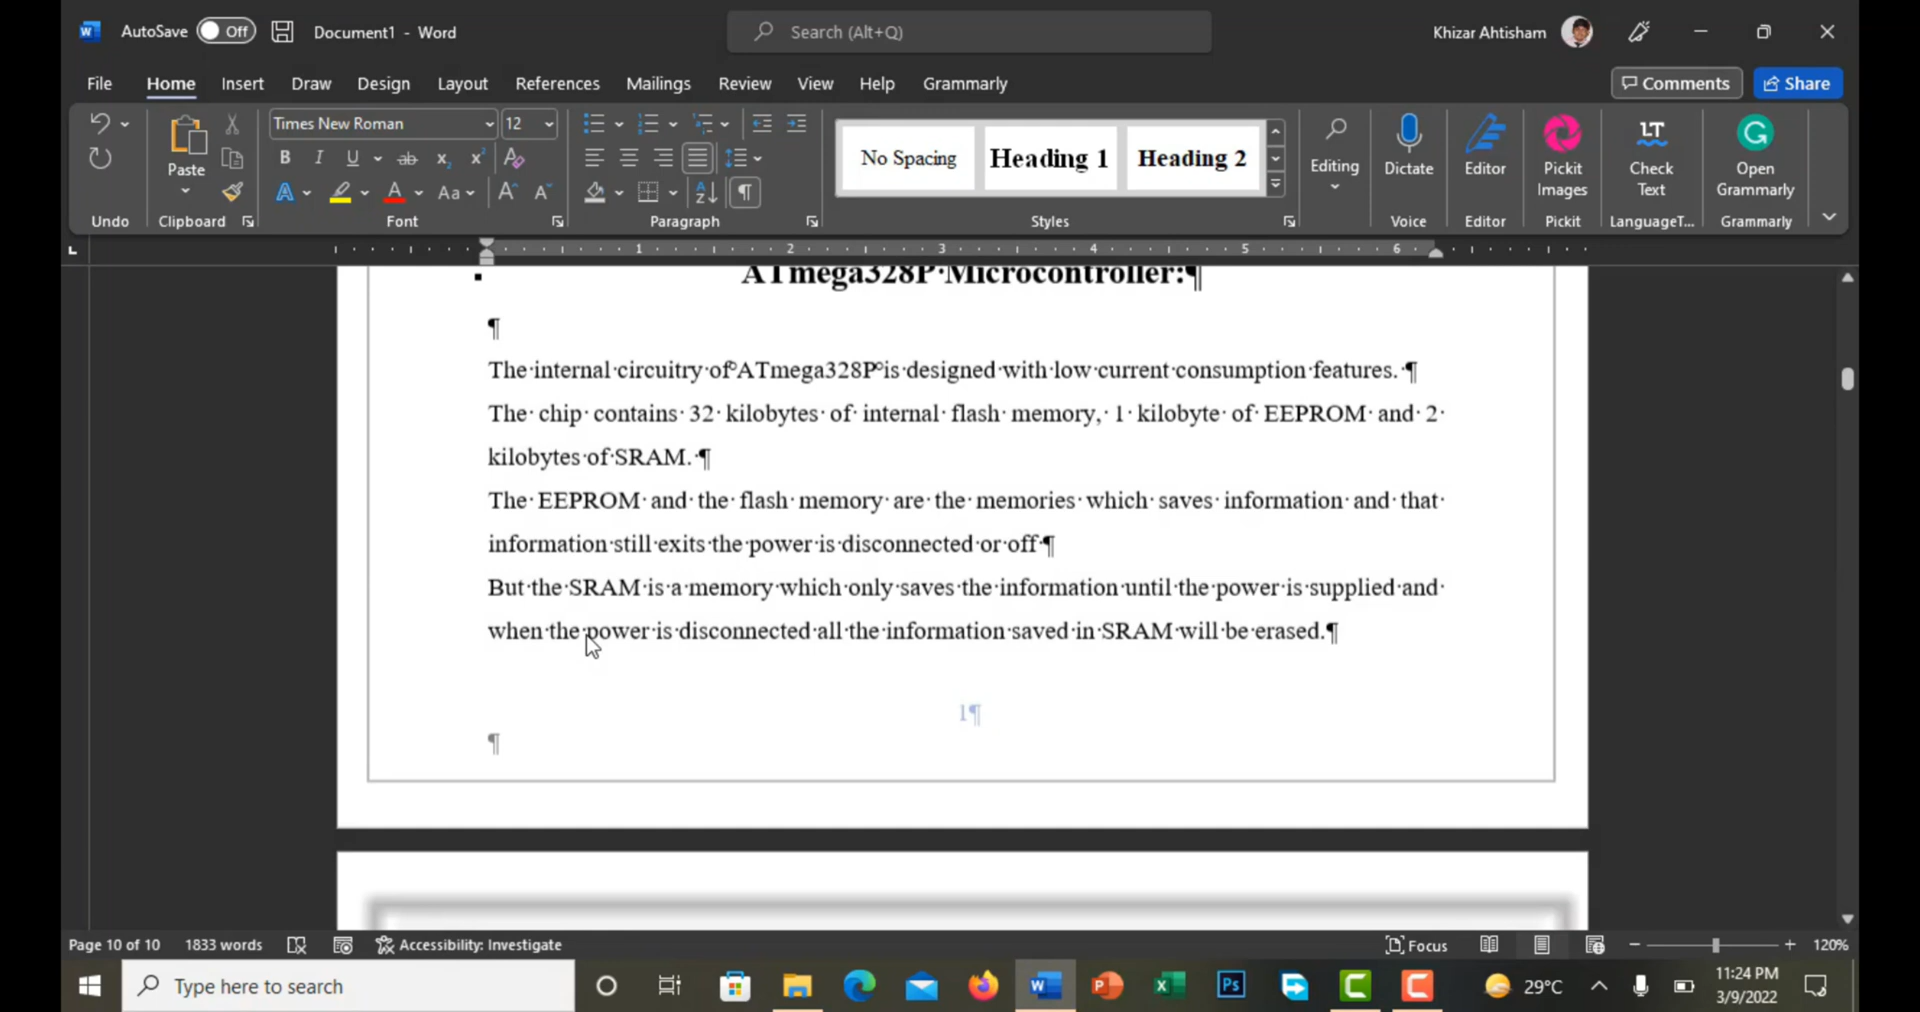 AutoSave Off Document1 - Word Search (Alt+Q) Khizar Ahtisham
File Home Insert Draw Design Layout References Mailings Review View Help Grammarly Comments Share
Times New Roman 12
Paste
No Spacing Heading 1 Heading 2
Editing Dictate Editor Pickit Images Check Text Open Grammarly
Undo Clipboard Font Paragraph Styles Voice Editor Pickit LanguageT... Grammarly
1 2 3 4 5 6
ATmega328P Microcontroller:¶
¶
The internal circuitry of ATmega328P is designed with low current consumption features. ¶
The chip contains 32 kilobytes of internal flash memory, 1 kilobyte of EEPROM and 2
kilobytes of SRAM. ¶
The EEPROM and the flash memory are the memories which saves information and that
information still exits the power is disconnected or off ¶
But the SRAM is a memory which only saves the information until the power is supplied and
when the power is disconnected all the information saved in SRAM will be erased.¶
1¶
¶
Page 10 of 10 1833 words Accessibility: Investigate Focus 120%
Type here to search 29°C 11:24 PM
3/9/2022